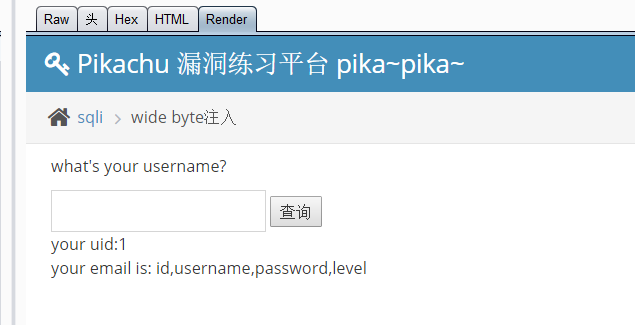 Raw 头 Hex HTML Render
Pikachu 漏洞练习平台 pika~pika~
sqli > wide byte注入
what's your username?
查询
your uid:1
your email is: id,username,password,level